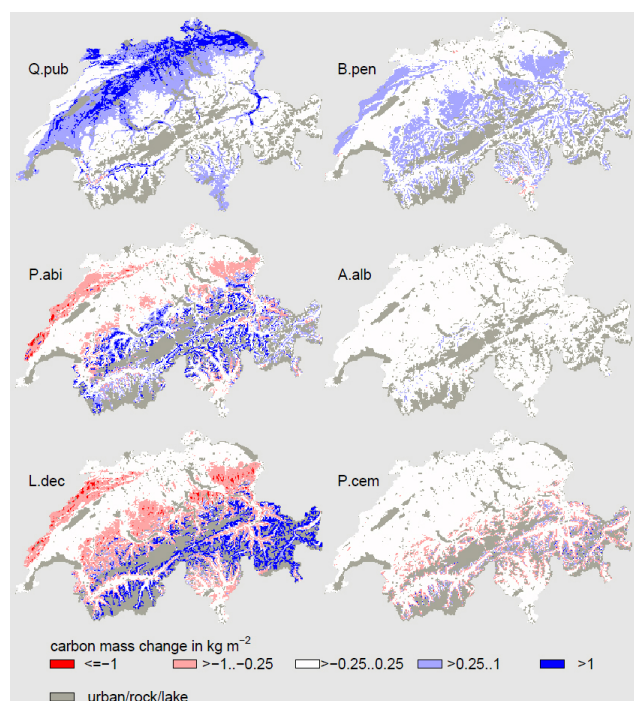 Q.pub B.pen
P.abi A.alb
L.dec P.cem
carbon mass change in kg m−2
<=−1 >−1..−0.25 >−0.25..0.25 >0.25..1 >1
urban/rock/lake